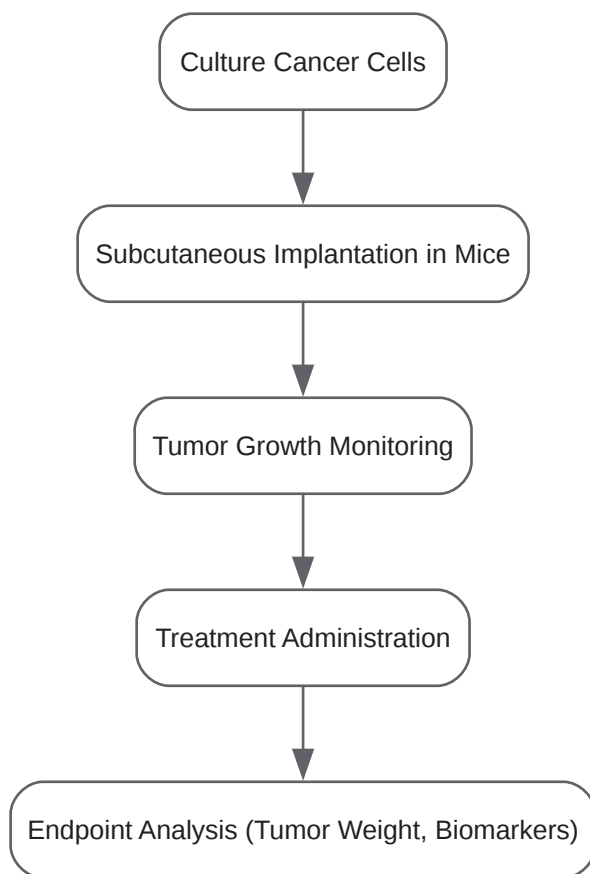 Culture Cancer Cells
Subcutaneous Implantation in Mice
Tumor Growth Monitoring
Treatment Administration
Endpoint Analysis (Tumor Weight, Biomarkers)